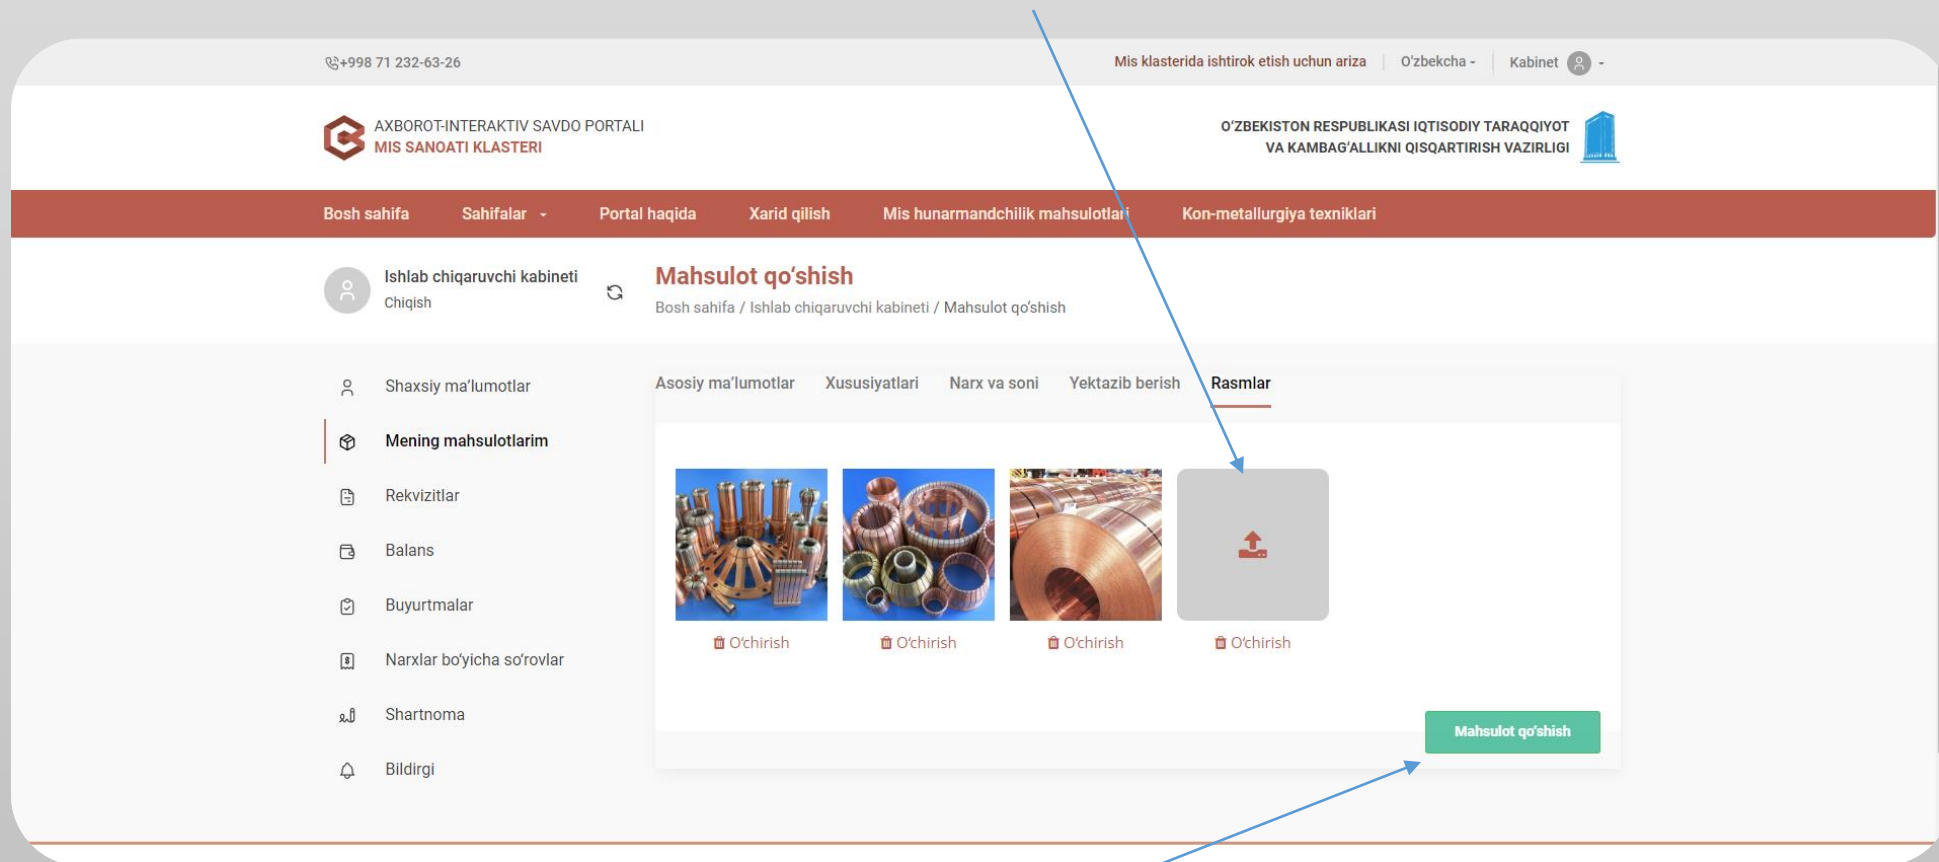 +998 71 232-63-26
Mis klasterida ishtirok etish uchun ariza
O'zbekcha
Kabinet
AXBOROT-INTERAKTIV SAVDO PORTALI
MIS SANOATI KLASTERI
O‘ZBEKISTON RESPUBLIKASI IQTISODIY TARAQQIYOT
VA KAMBAG‘ALLIKNI QISQARTIRISH VAZIRLIGI
Bosh sahifa
Sahifalar
Portal haqida
Xarid qilish
Mis hunarmandchilik mahsulotlari
Kon-metallurgiya texniklari
Ishlab chiqaruvchi kabineti
Chiqish
Mahsulot qo‘shish
Bosh sahifa / Ishlab chiqaruvchi kabineti / Mahsulot qo‘shish
Shaxsiy ma’lumotlar
Mening mahsulotlarim
Rekvizitlar
Balans
Buyurtmalar
Narxlar bo‘yicha so‘rovlar
Shartnoma
Bildirgi
Asosiy ma’lumotlar
Xususiyatlari
Narx va soni
Yektazib berish
Rasmlar
O‘chirish
O‘chirish
O‘chirish
O‘chirish
Mahsulot qo‘shish